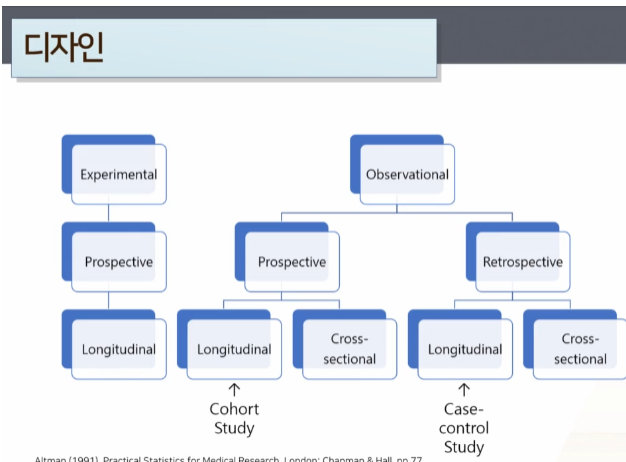 디자인
Experimental
Observational
Prospective
Prospective
Retrospective
Longitudinal
Longitudinal
Cross-
sectional
Longitudinal
Cross-
sectional
↑
Cohort
Study
↑
Case-
control
Study
Altman (1991). Practical Statistics for Medical Research. London: Chapman & Hall. pp 77